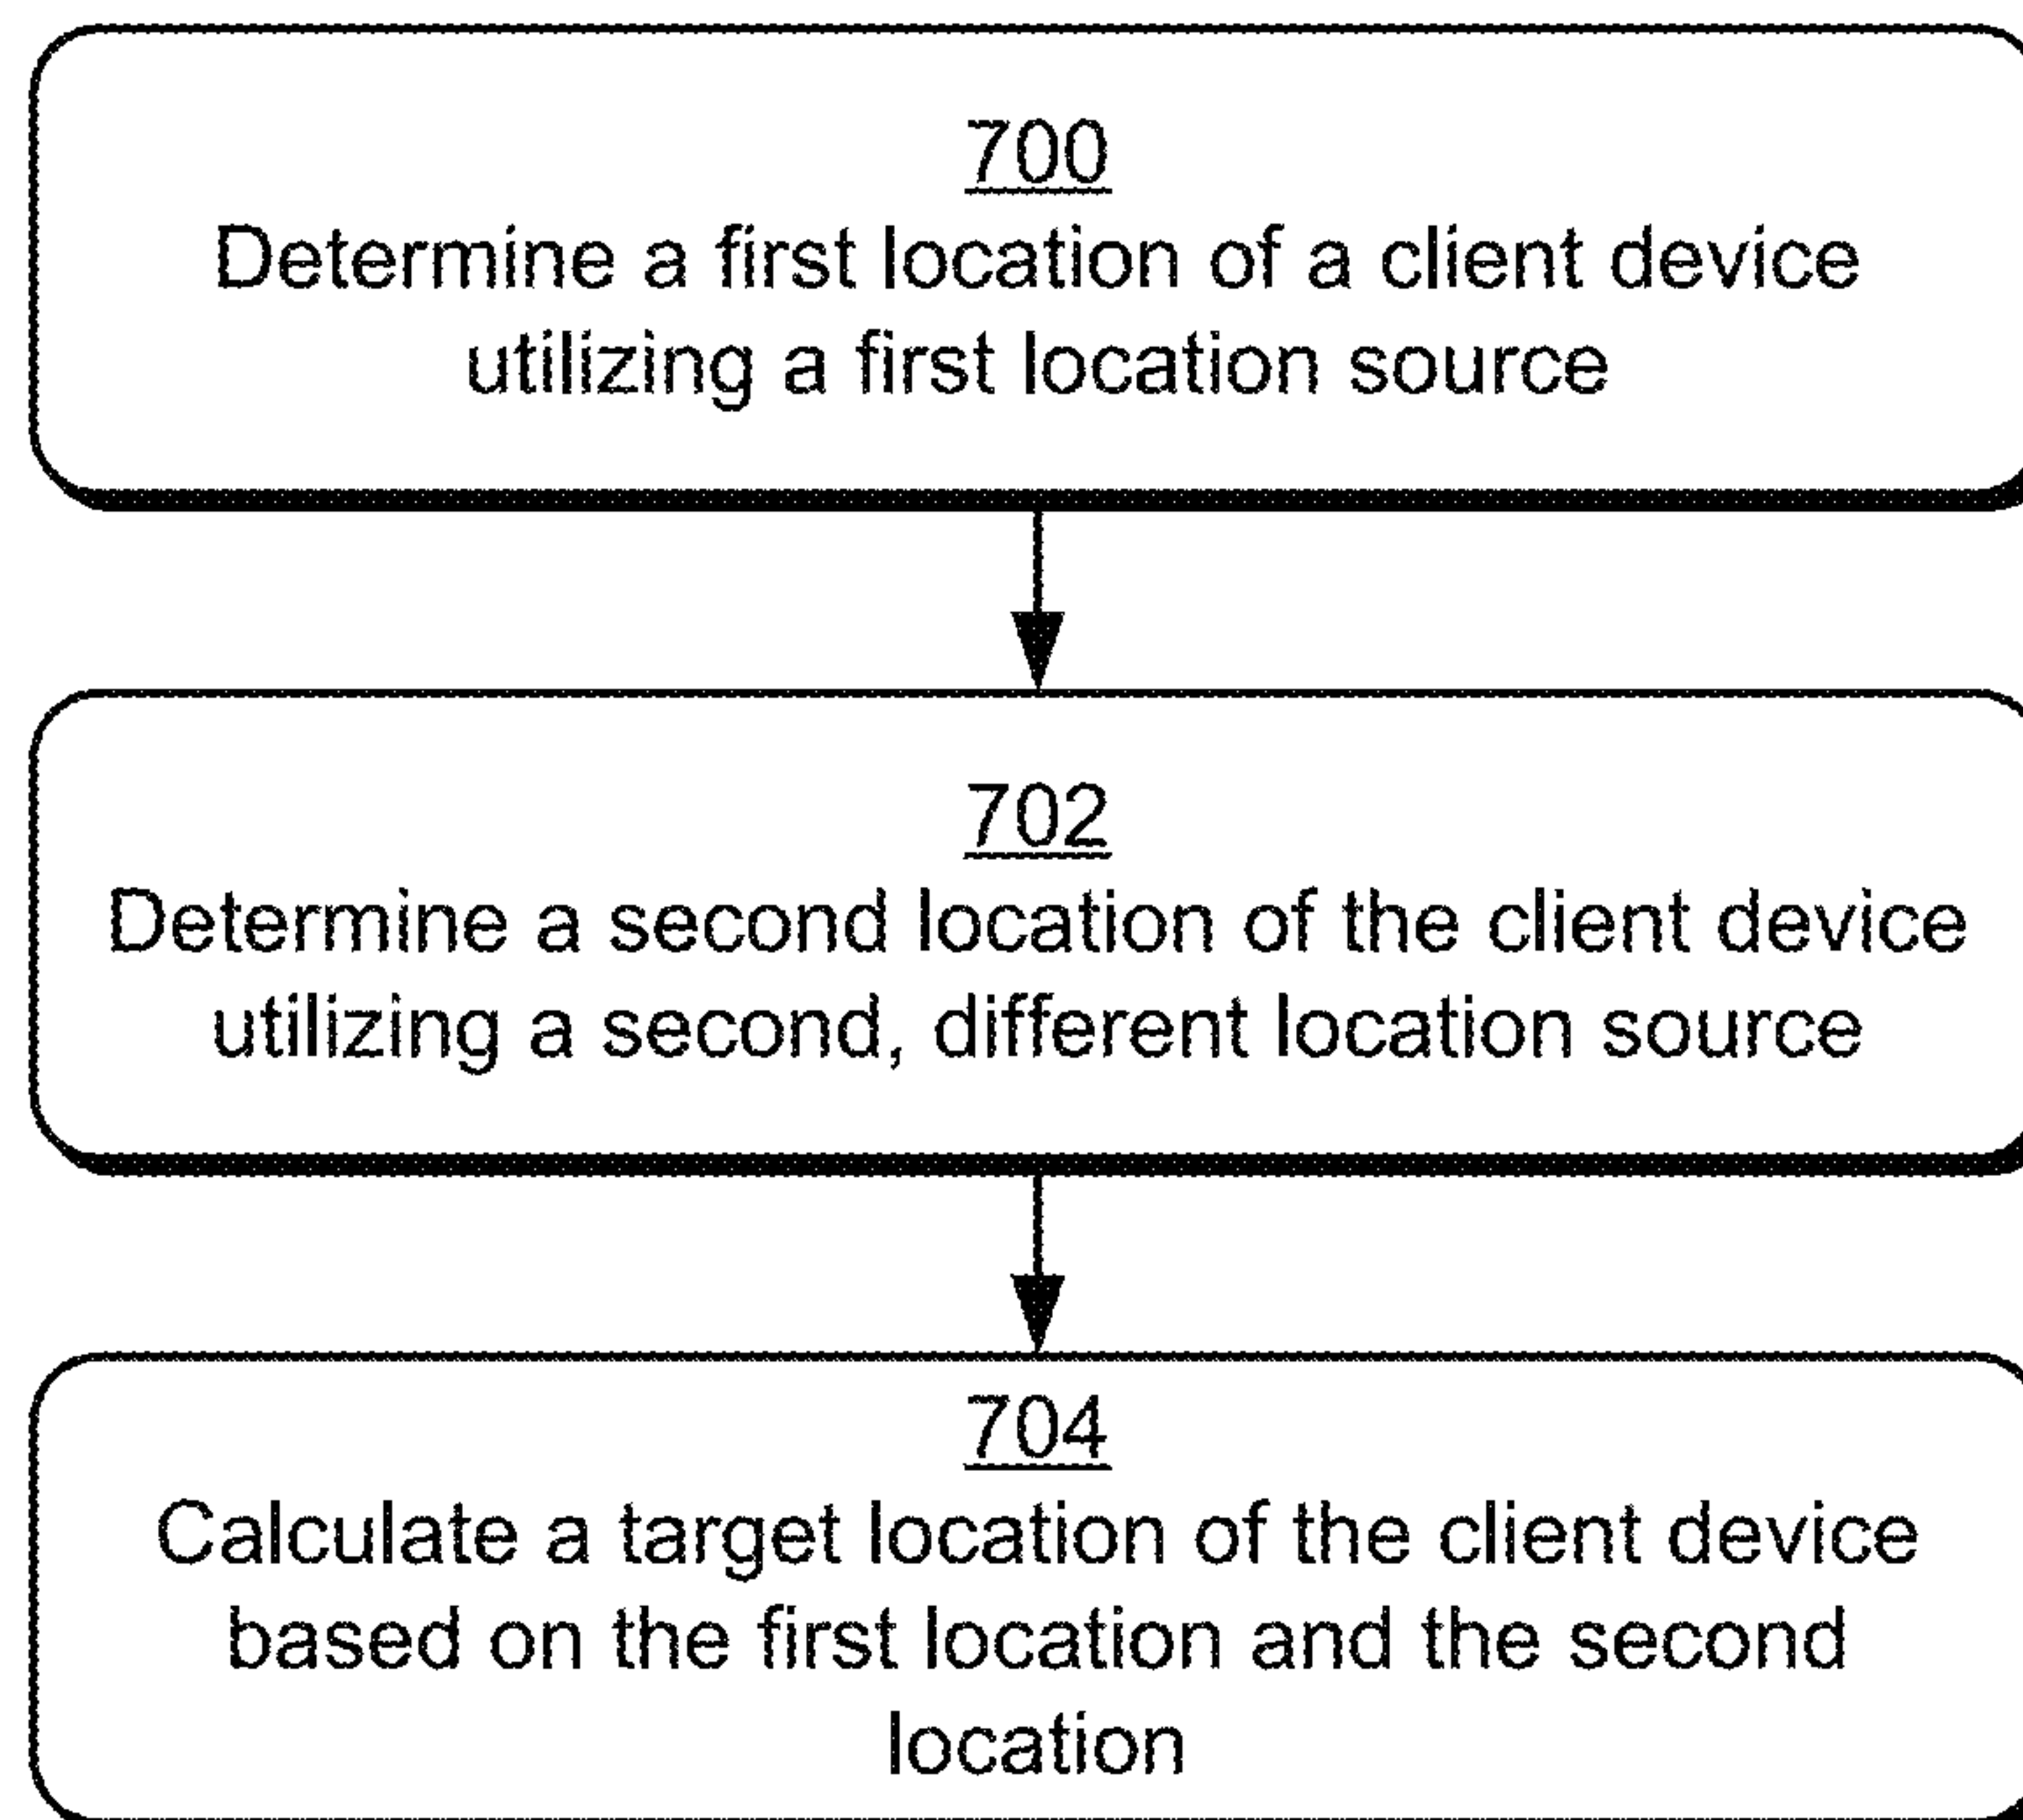 700
Determine a first location of a client device
utilizing a first location source
702
Determine a second location of the client device
utilizing a second, different location source
704
Calculate a target location of the client device
based on the first location and the second
location